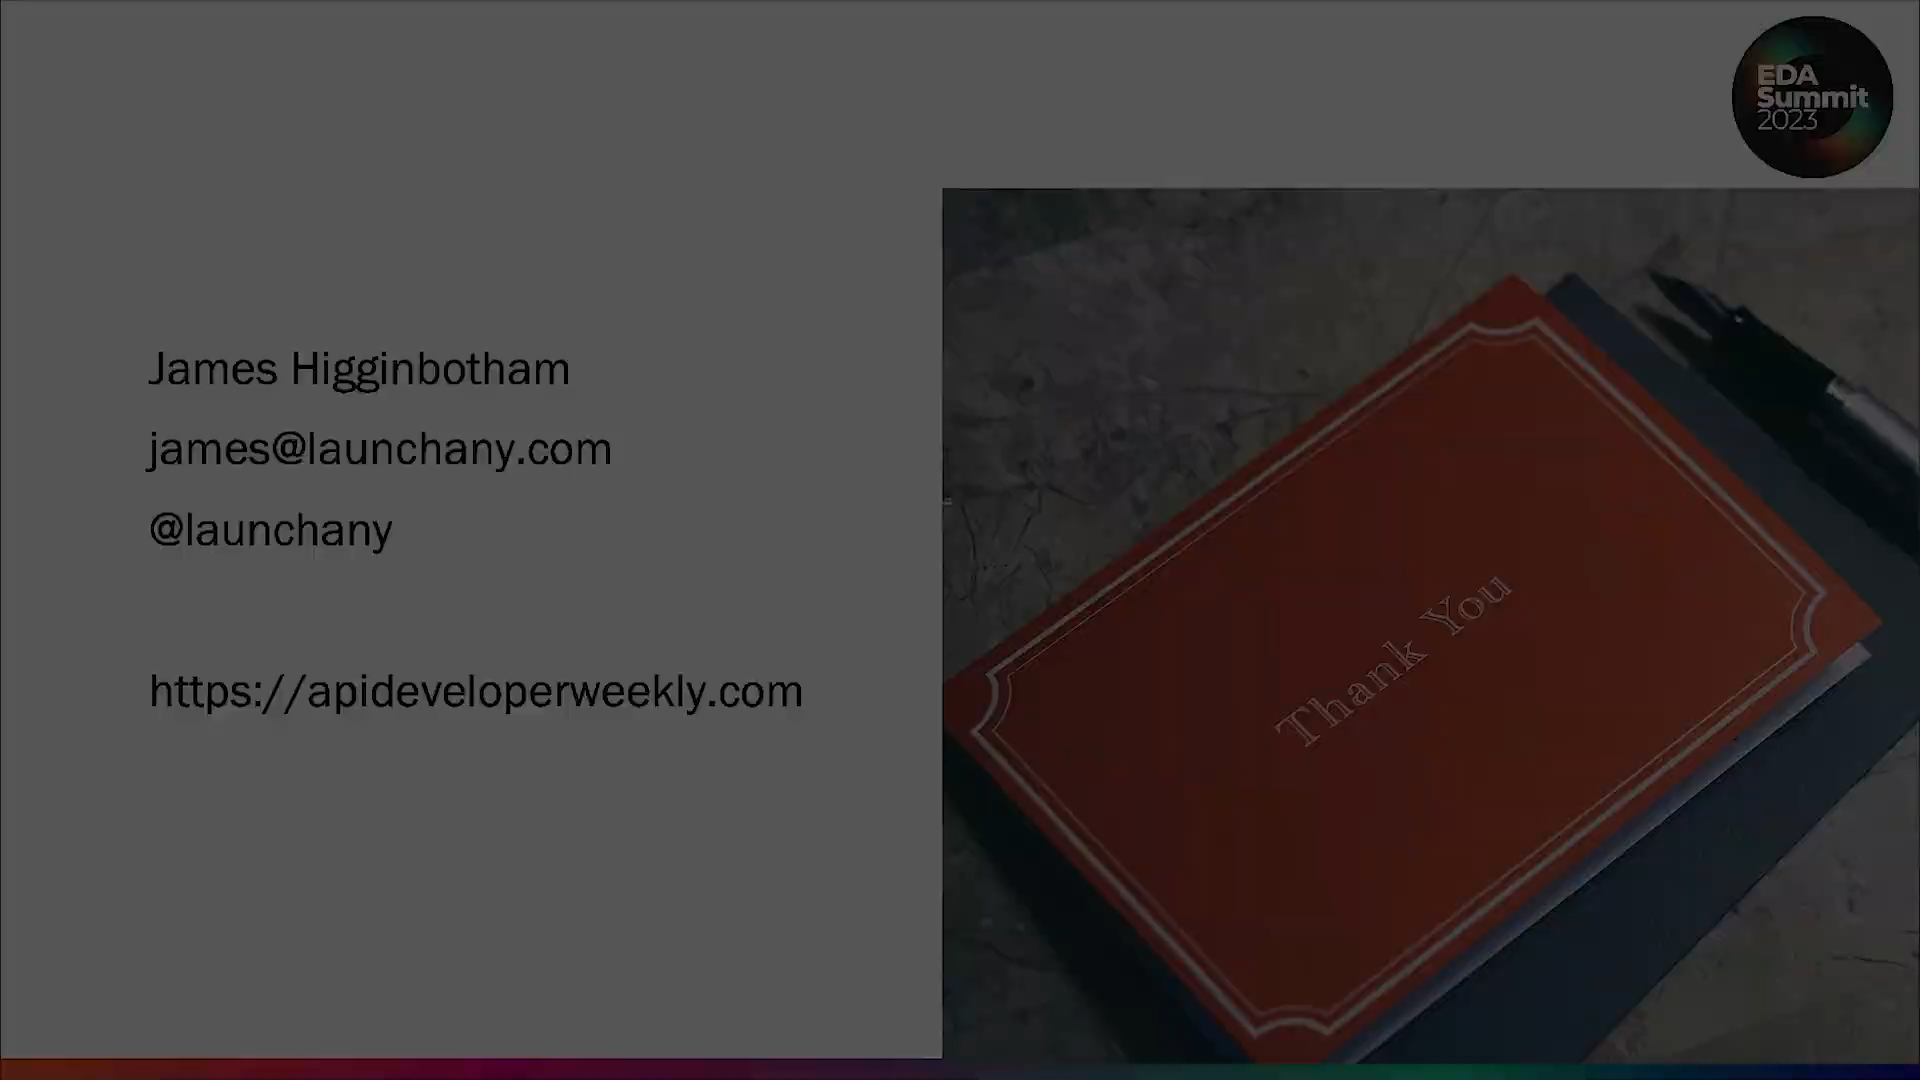 EDA
Summit
2023
James Higginbotham
james@launchany.com
@launchany
https://apideveloperweekly.com
Thank You